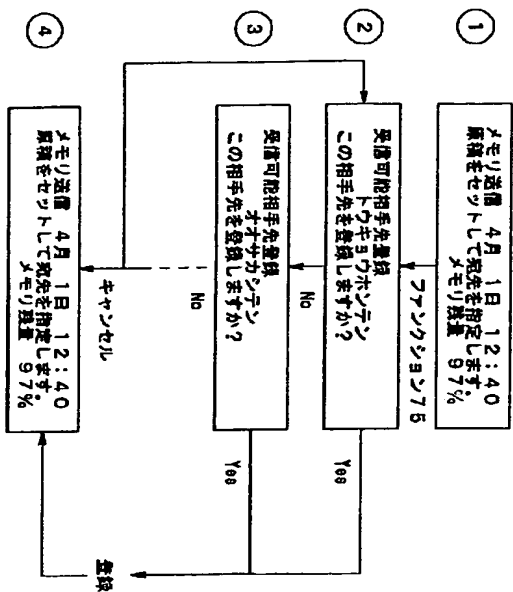 ①
メモリ送信 4月 1日 12:40
原稿をセットして宛先を指定します。
メモリ残量 97%
ファンクション75
②
受信可能相手先登録
トウキョウホンテン
この相手先を登録しますか?
No
Yes
③
受信可能相手先登録
オオサカシテン
この相手先を登録しますか?
No
Yes
キャンセル
登録
④
メモリ送信 4月 1日 12:40
原稿をセットして宛先を指定します。
メモリ残量 97%